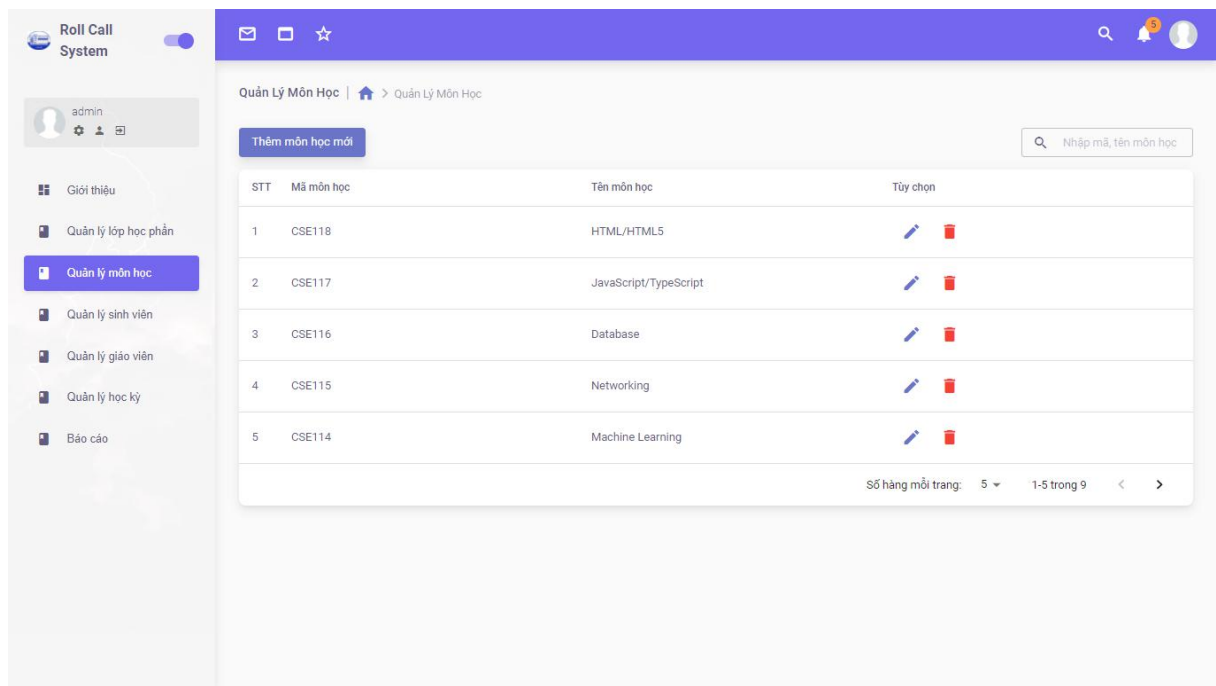 Roll Call
System
5
admin
Giới thiệu
Quản lý lớp học phần
Quản lý môn học
Quản lý sinh viên
Quản lý giáo viên
Quản lý học kỳ
Báo cáo
Quản Lý Môn Học | > Quản Lý Môn Học
Thêm môn học mới
Nhập mã, tên môn học
STT Mã môn học Tên môn học Tùy chọn
1 CSE118 HTML/HTML5
2 CSE117 JavaScript/TypeScript
3 CSE116 Database
4 CSE115 Networking
5 CSE114 Machine Learning
Số hàng mỗi trang: 5 1-5 trong 9 < >